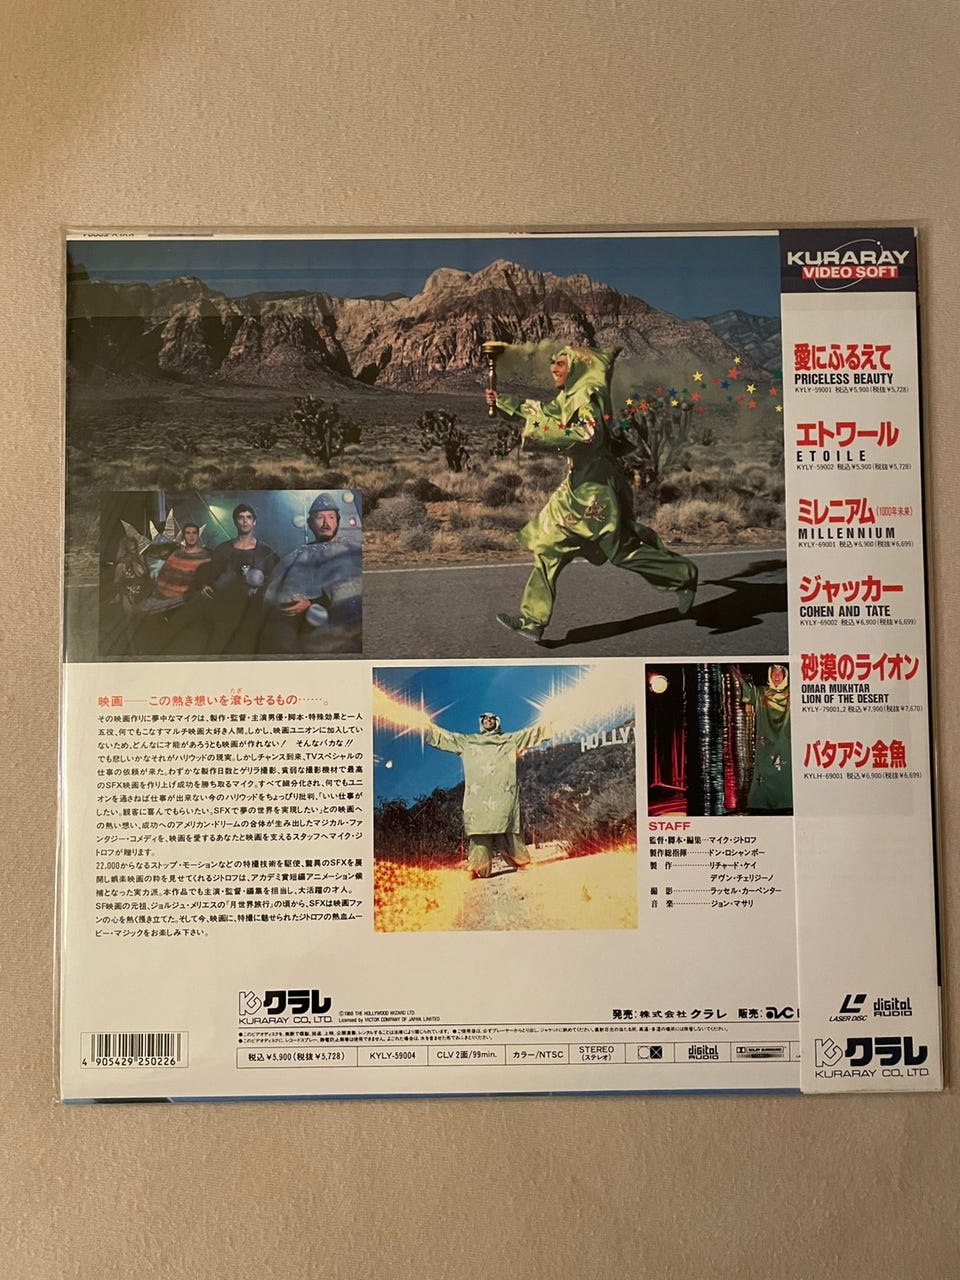 KURARAY
VIDEO SOFT
愛にふるえて
PRICELESS BEAUTY
KYLY-59001 税込¥5,900(税抜¥5,728)
エトワール
ETOILE
KYLY-59002 税込¥5,900(税抜¥5,728)
ミレニアム(1000年未来)
MILLENNIUM
KYLY-69001 税込¥6,900(税抜¥6,699)
ジャッカー
COHEN AND TATE
KYLY-69002 税込¥6,900(税抜¥6,699)
砂漠のライオン
OMAR MUKHTAR
LION OF THE DESERT
KYLY-79001,2 税込¥7,900(税抜¥7,670)
バタアシ金魚
KYLH-69001 税込¥6,900(税抜¥6,699)
HOLLYW
映画——この熱き想いを滾らせるもの……。
たぎ
その映画作りに夢中なマイクは、製作・監督・主演男優・脚本・特殊効果と一人
五役、何でもこなすマルチ映画大好き人間。しかし、映画ユニオンに加入してい
ないため、どんなに才能があろうとも映画が作れない! そんなバカな!!
でも悲しいかなそれがハリウッドの現実。しかしチャンス到来、TVスペシャルの
仕事の依頼が来た。わずかな製作日数とゲリラ撮影、貧弱な撮影機材で最高
のSFX映画を作り上げ成功を勝ち取るマイク。すべて細分化され、何でもユニ
オンを通さねば仕事が出来ない今のハリウッドをちょっぴり批判、「いい仕事が
したい。観客に喜んでもらいたい。SFXで夢の世界を実現したい」との映画へ
の熱い想い、成功へのアメリカン・ドリームの合体が生み出したマジカル・ファ
ンタジー・コメディを、映画を愛するあなたと映画を支えるスタッフへマイク・ジ
トロフが贈ります。
22,000からなるストップ・モーションなどの特撮技術を駆使、驚異のSFXを展
開し娯楽映画の粋を見せてくれるジトロフは、アカデミ賞短編アニメーション候
補となった実力派。本作品でも主演・監督・編集を担当し、大活躍の才人。
SF映画の元祖、ジョルジュ・メリエスの「月世界旅行」の頃から、SFXは映画ファ
ンの心を熱く掻き立てた。そして今、映画に、特撮に魅せられたジトロフの熱血ムー
ビー・マジックをお楽しみ下さい。
STAFF
監督・脚本・編集…マイク・ジトロフ
製作総指揮………ドン・ロシャンボー
製 作…………リチャード・ケイ
デヴン・チェリジーノ
撮 影…………ラッセル・カーペンター
音 楽…………ジョン・マサリ
クラレ
KURARAY CO., LTD.
©1988 THE HOLLYWOOD WIZARD LTD.
Licensed by VICTOR COMPANY OF JAPAN, LIMITED
発売:株式会社クラレ 販売:
4 905429 250226
税込¥5,900(税抜¥5,728)
KYLY-59004
CLV 2面/99min.
カラー/NTSC
STEREO
(ステレオ)
digital
AUDIO
DOLBY SURROUND
LASER DISC
digital
AUDIO
クラレ
KURARAY CO., LTD.